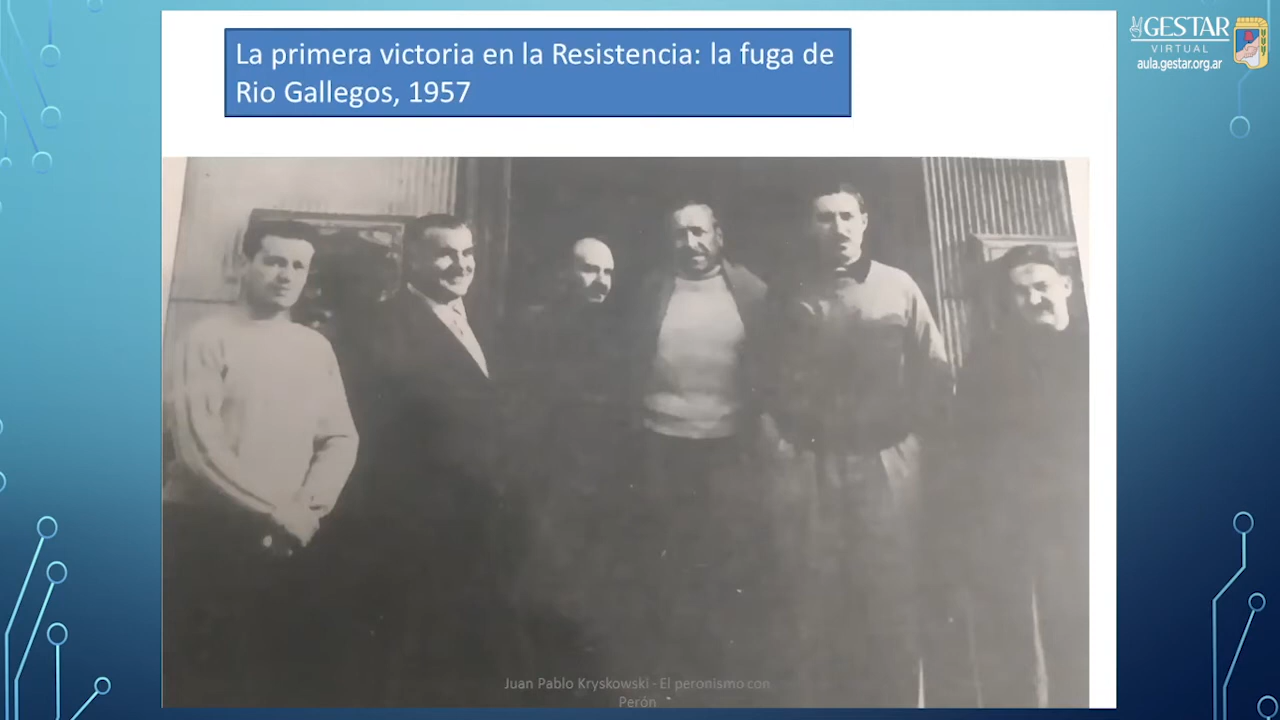 La primera victoria en la Resistencia: la fuga de
Rio Gallegos, 1957
GESTAR
VIRTUAL
aula.gestar.org.ar
Juan Pablo Kryskowski - El peronismo con
Perón